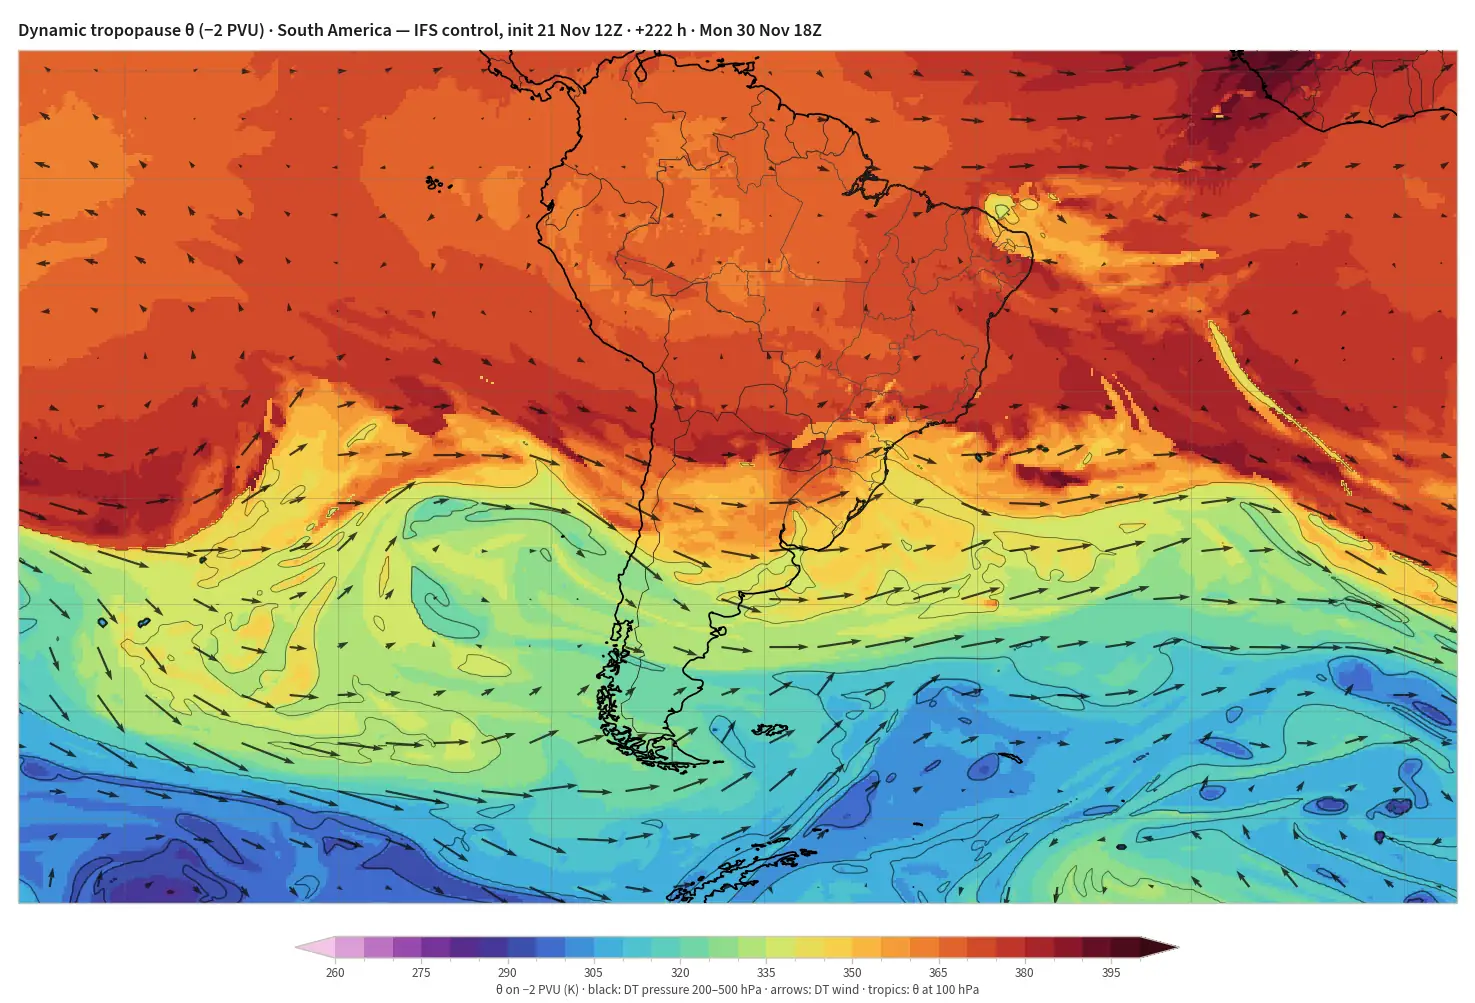 Dynamic tropopause θ (−2 PVU) · South America — IFS control, init 21 Nov 12Z · +222 h · Mon 30 Nov 18Z
260 275 290 305 320 335 350 365 380 395
θ on −2 PVU (K) · black: DT pressure 200–500 hPa · arrows: DT wind · tropics: θ at 100 hPa